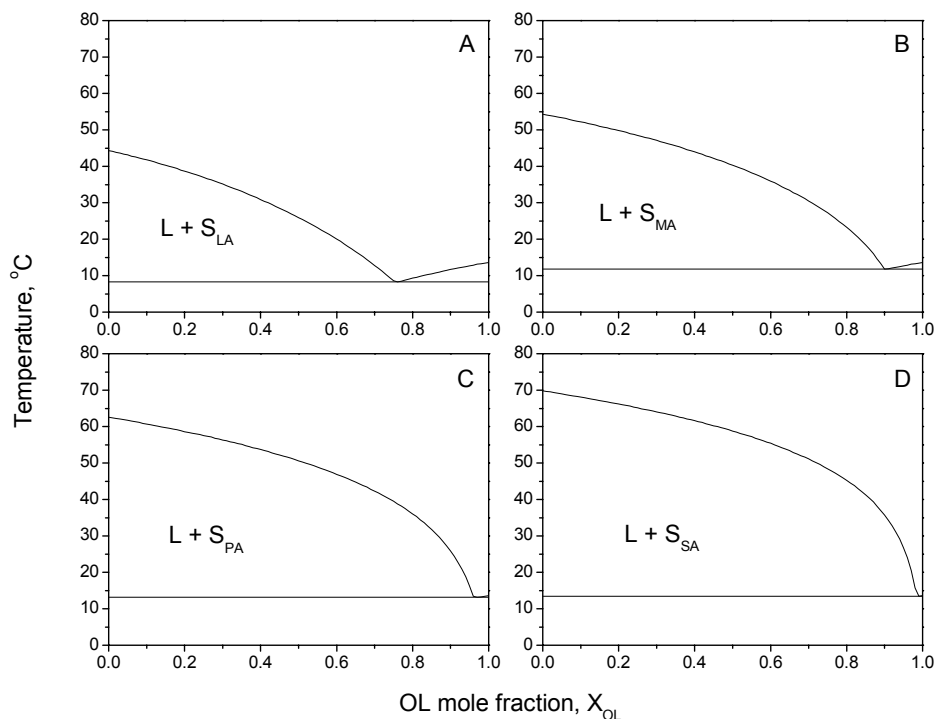 80
70
60
50
40
30
20
10
0
0.0 0.2 0.4 0.6 0.8 1.0
A
L + S_LA
80
70
60
50
40
30
20
10
0
0.0 0.2 0.4 0.6 0.8 1.0
B
L + S_MA
80
70
60
50
40
30
20
10
0
0.0 0.2 0.4 0.6 0.8 1.0
C
L + S_PA
80
70
60
50
40
30
20
10
0
0.0 0.2 0.4 0.6 0.8 1.0
D
L + S_SA
Temperature, °C
OL mole fraction, X_OL